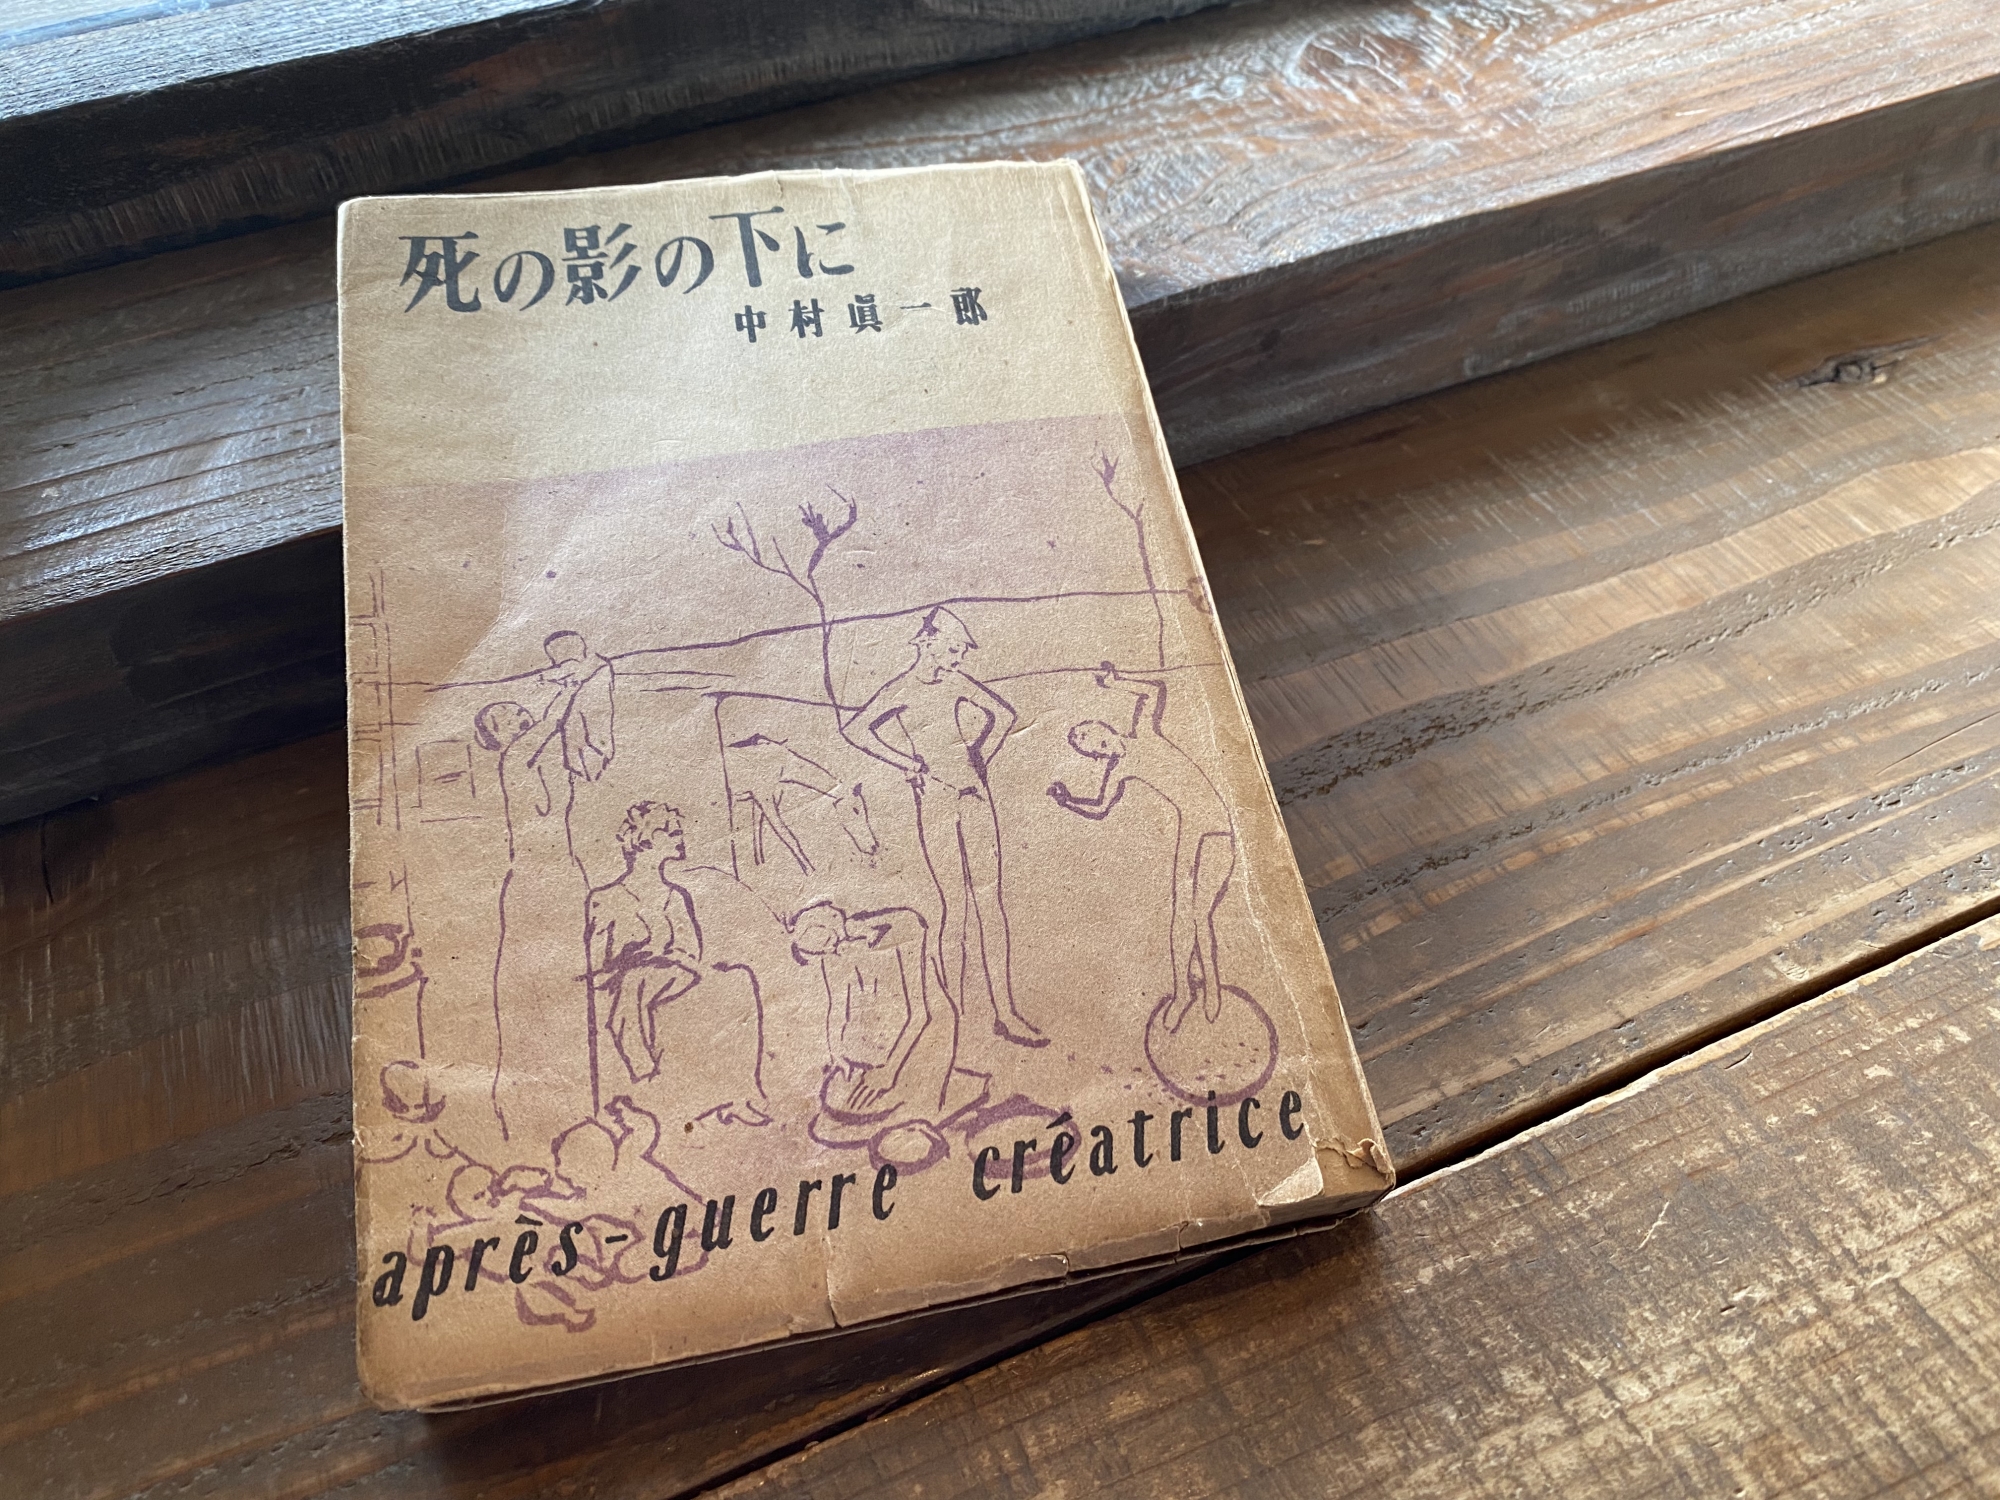 死の影の下に
中村眞一郎
après-guerre créatrice